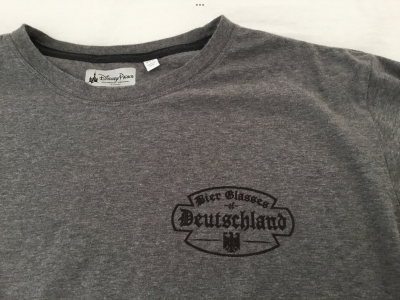 Disney Parks
Bier Glasses
of
Deutschland